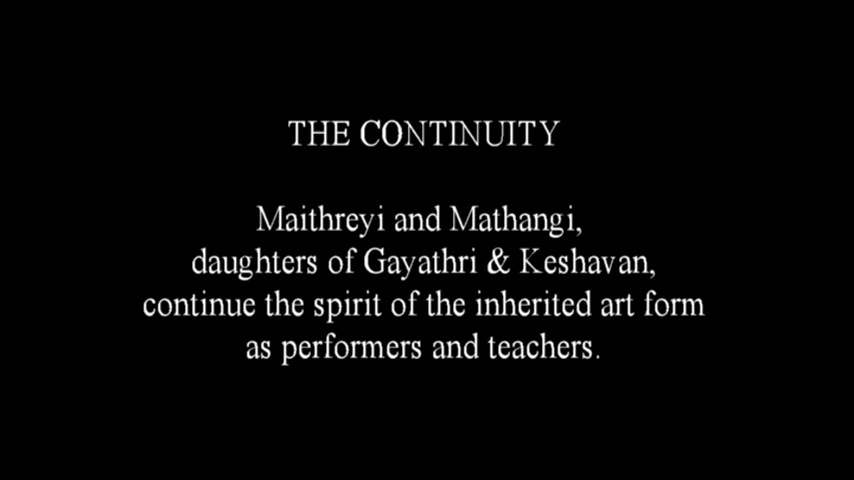 THE CONTINUITY
Maithreyi and Mathangi,
daughters of Gayathri & Keshavan,
continue the spirit of the inherited art form
as performers and teachers.